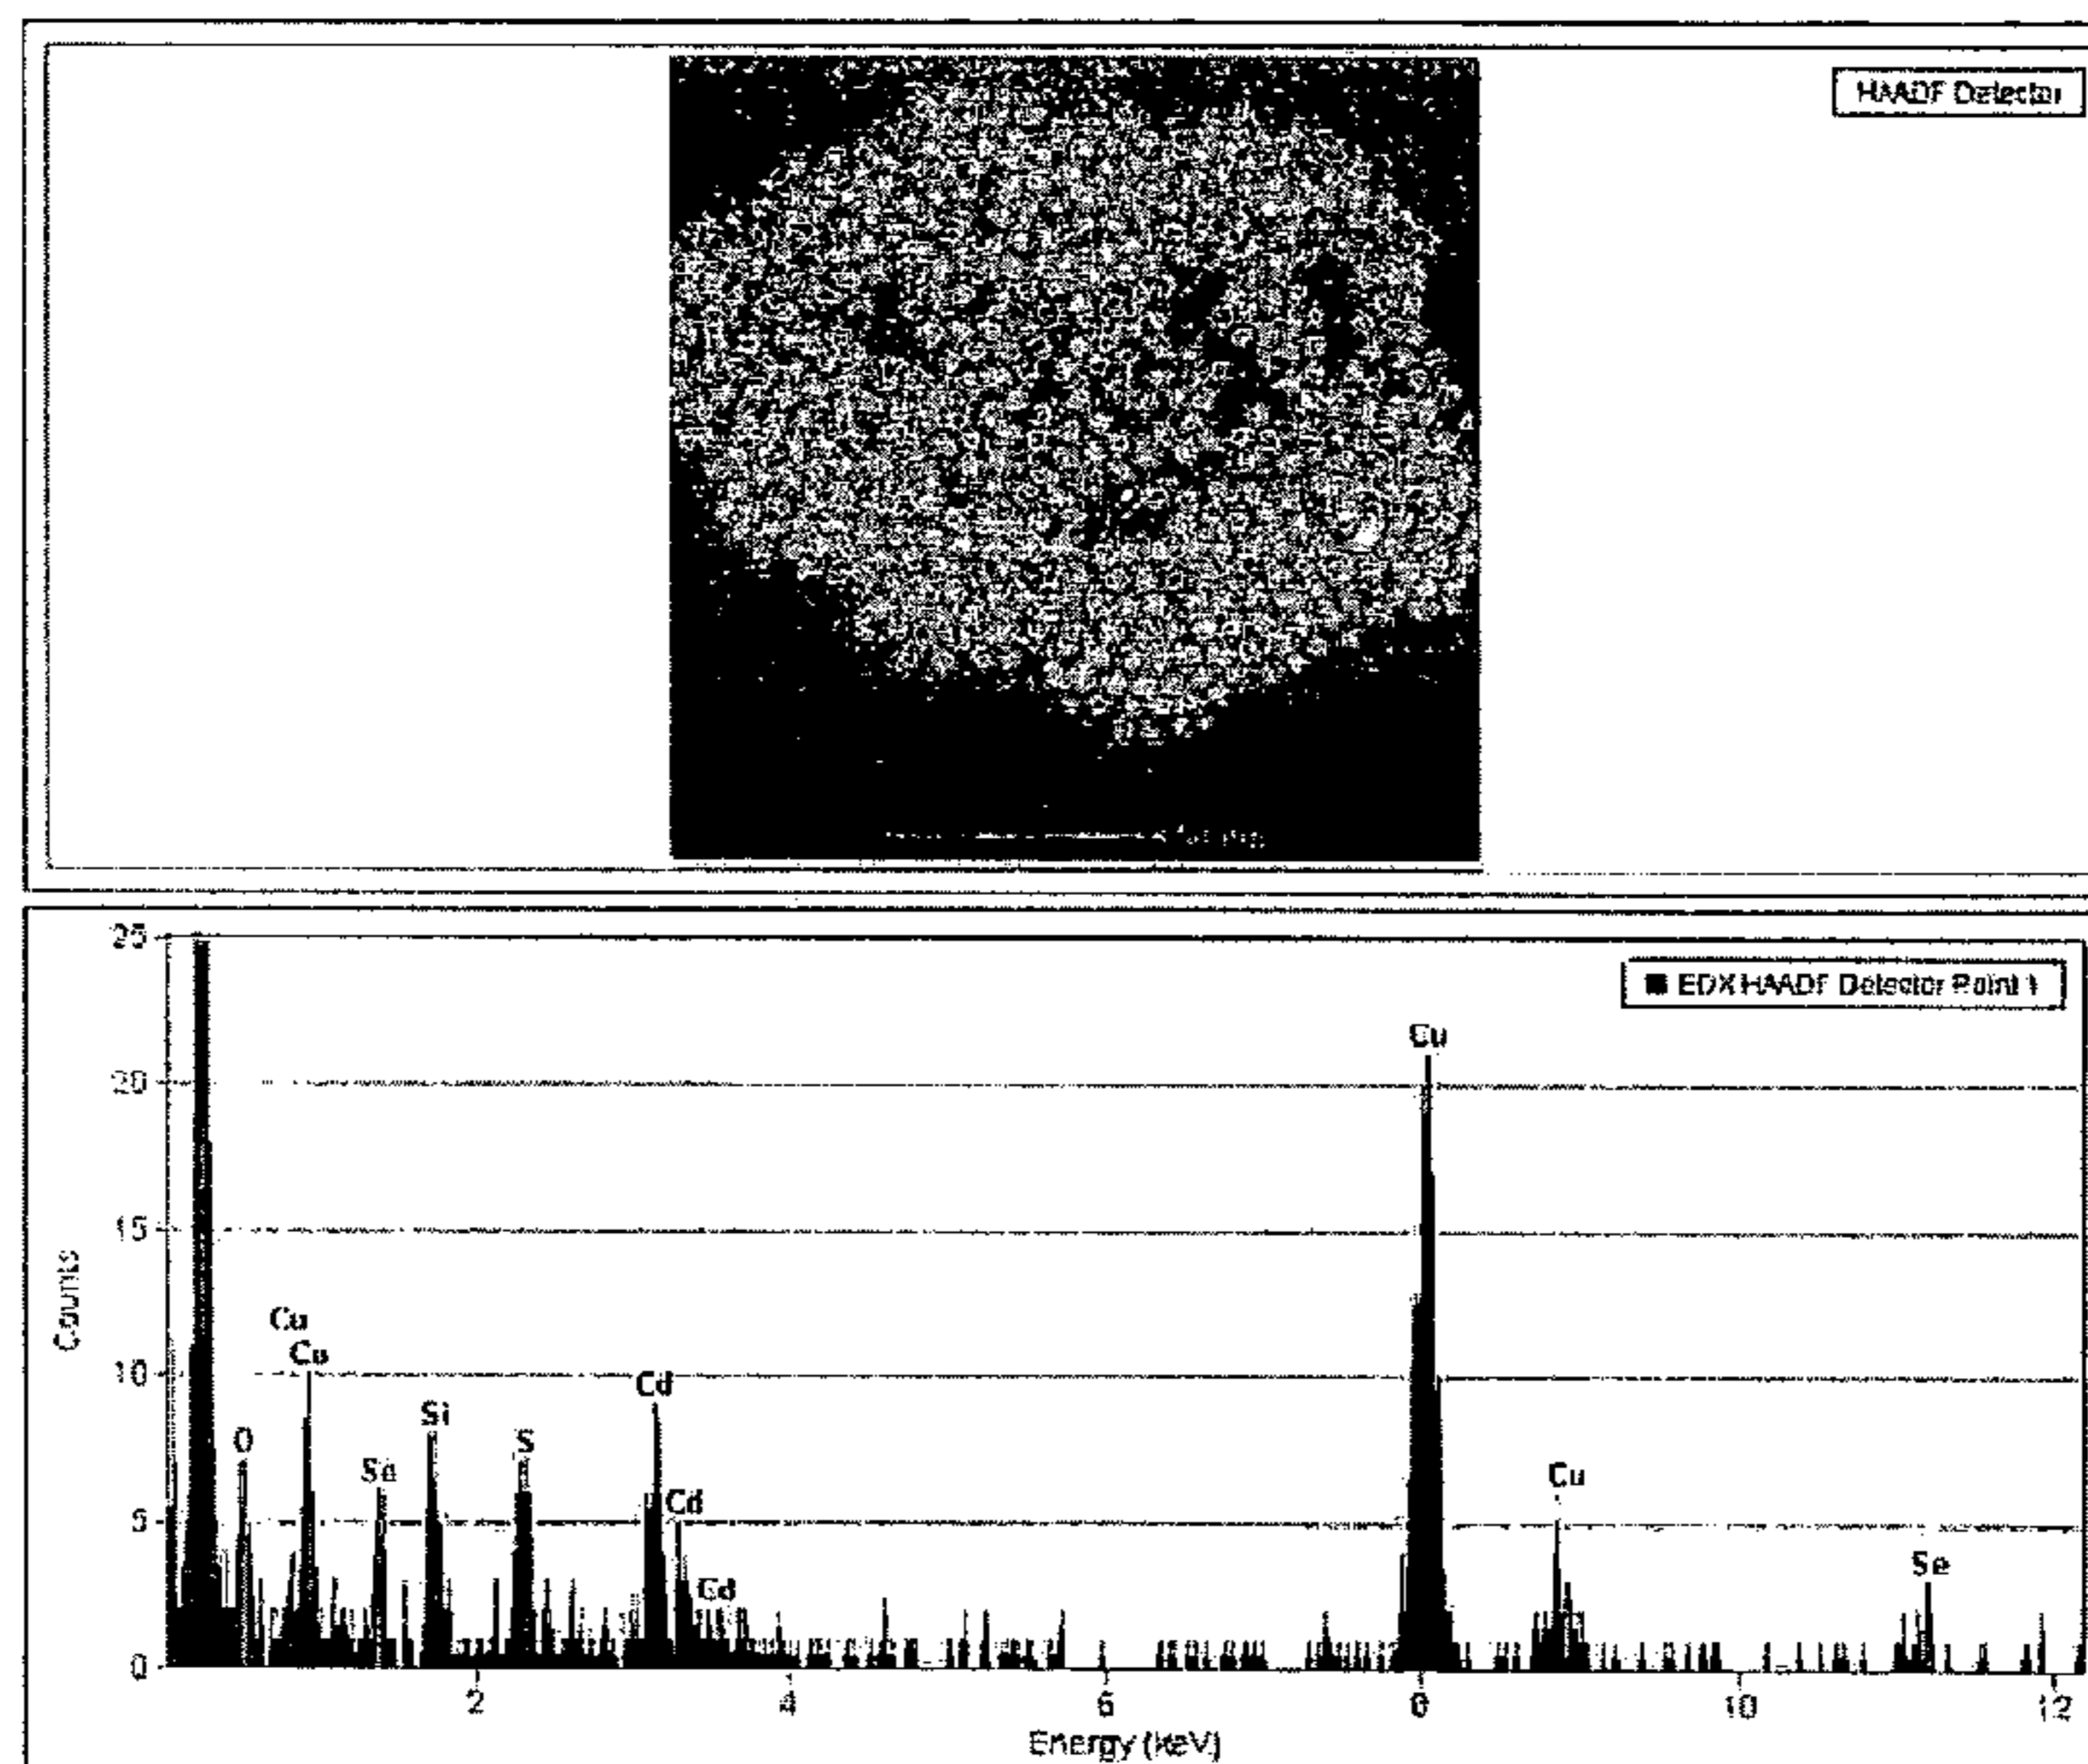 HAADF Detector
25
EDX HAADF Detector Point 1
Cu
20
15
Counts
Cu
Cu
10
Cd
Si
O
S
Se
Cd
Cu
5
Cd
Se
0
2
4
6
8
10
12
Energy (keV)